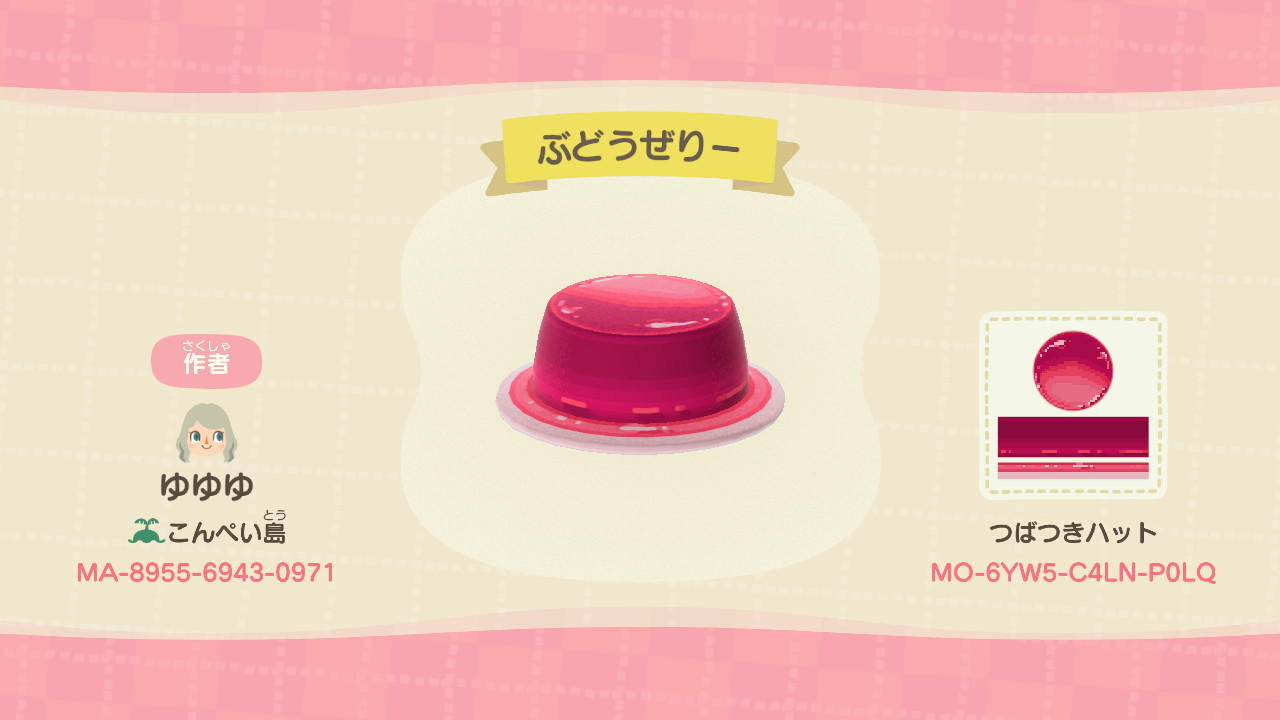 ぶどうぜりー
さくしゃ
作者
ゆゆゆ
とう
こんぺい島
MA-8955-6943-0971
つばつきハット
MO-6YW5-C4LN-P0LQ